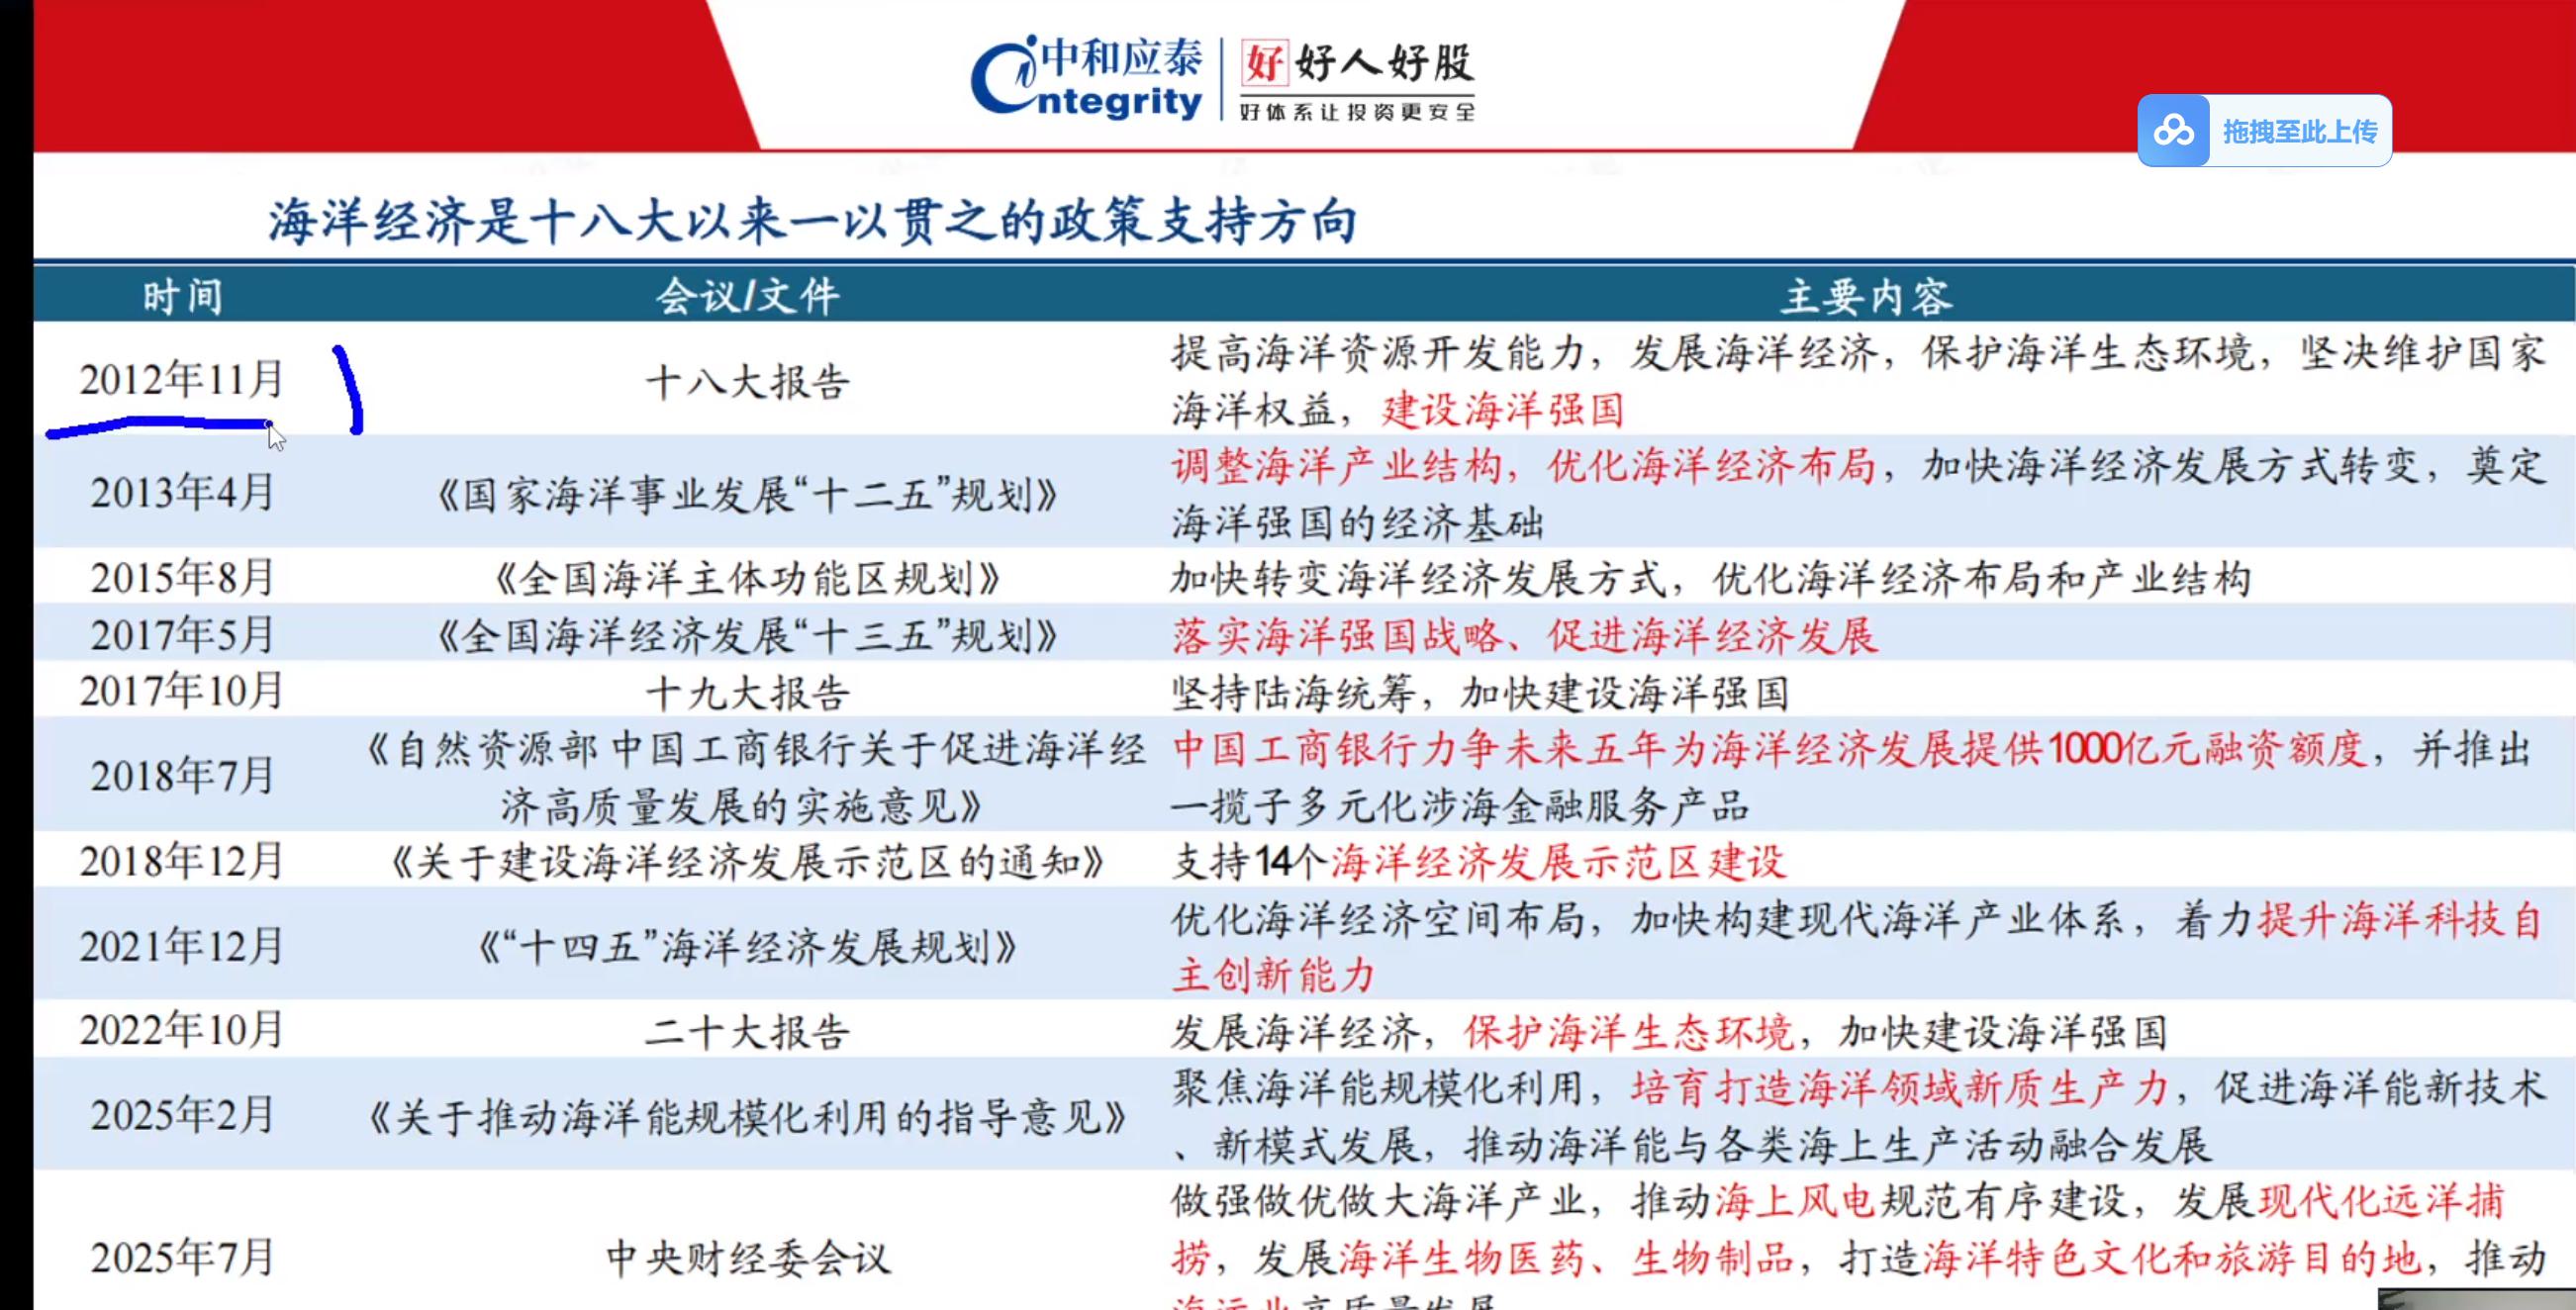 中和应泰
ntegrity
好 好人好股
好体系让投资更安全
拖拽至此上传
海洋经济是十八大以来一以贯之的政策支持方向
时间 会议/文件 主要内容
2012年11月 十八大报告 提高海洋资源开发能力，发展海洋经济，保护海洋生态环境，坚决维护国家
海洋权益，建设海洋强国
2013年4月 《国家海洋事业发展“十二五”规划》 调整海洋产业结构，优化海洋经济布局，加快海洋经济发展方式转变，奠定
海洋强国的经济基础
2015年8月 《全国海洋主体功能区规划》 加快转变海洋经济发展方式，优化海洋经济布局和产业结构
2017年5月 《全国海洋经济发展“十三五”规划》 落实海洋强国战略、促进海洋经济发展
2017年10月 十九大报告 坚持陆海统筹，加快建设海洋强国
2018年7月 《自然资源部 中国工商银行关于促进海洋经
济高质量发展的实施意见》 中国工商银行力争未来五年为海洋经济发展提供1000亿元融资额度，并推出
一揽子多元化涉海金融服务产品
2018年12月 《关于建设海洋经济发展示范区的通知》 支持14个海洋经济发展示范区建设
2021年12月 《“十四五”海洋经济发展规划》 优化海洋经济空间布局，加快构建现代海洋产业体系，着力提升海洋科技自
主创新能力
2022年10月 二十大报告 发展海洋经济，保护海洋生态环境，加快建设海洋强国
2025年2月 《关于推动海洋能规模化利用的指导意见》 聚焦海洋能规模化利用，培育打造海洋领域新质生产力，促进海洋能新技术
、新模式发展，推动海洋能与各类海上生产活动融合发展
2025年7月 中央财经委会议 做强做优做大海洋产业，推动海上风电规范有序建设，发展现代化远洋捕
捞，发展海洋生物医药、生物制品，打造海洋特色文化和旅游目的地，推动
海运业高质量发展